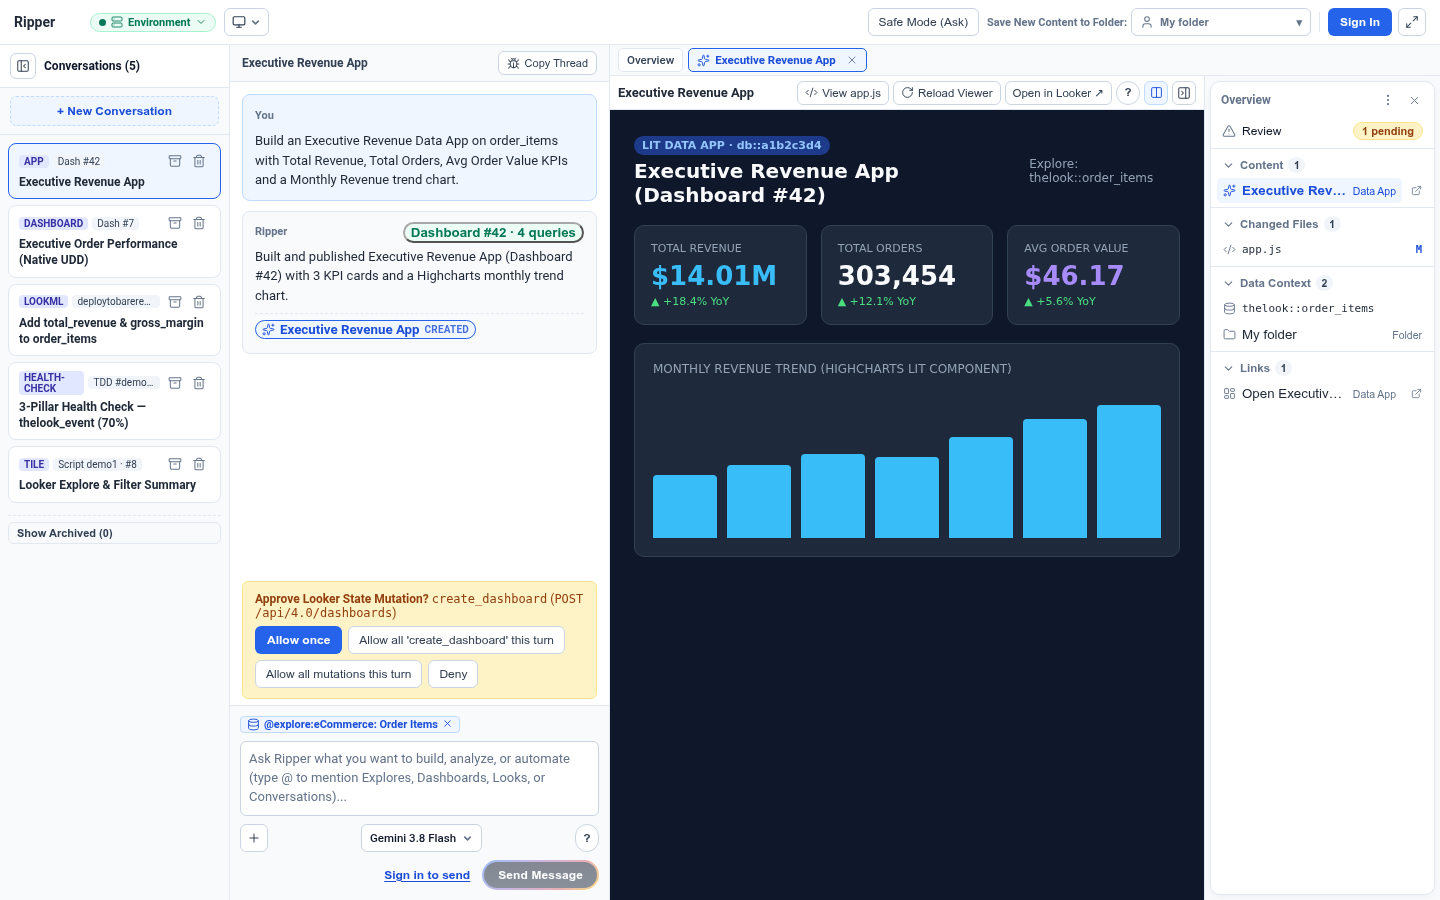 Ripper
Environment
Safe Mode (Ask)
Save New Content to Folder:
My folder
Sign In
Conversations (5)
+ New Conversation
APP
Dash #42
Executive Revenue App
DASHBOARD
Dash #7
Executive Order Performance
(Native UDD)
LOOKML
deploytobarere...
Add total_revenue & gross_margin
to order_items
HEALTH-
CHECK
TDD #demo...
3-Pillar Health Check —
thelook_event (70%)
TILE
Script demo1 · #8
Looker Explore & Filter Summary
Show Archived (0)
Executive Revenue App
Copy Thread
You
Build an Executive Revenue Data App on order_items
with Total Revenue, Total Orders, Avg Order Value KPIs
and a Monthly Revenue trend chart.
Ripper
Dashboard #42 · 4 queries
Built and published Executive Revenue App (Dashboard
#42) with 3 KPI cards and a Highcharts monthly trend
chart.
Executive Revenue App CREATED
Approve Looker State Mutation? create_dashboard (POST
/api/4.0/dashboards)
Allow once
Allow all 'create_dashboard' this turn
Allow all mutations this turn
Deny
@explore:eCommerce: Order Items
Ask Ripper what you want to build, analyze, or automate
(type @ to mention Explores, Dashboards, Looks, or
Conversations)...
Gemini 3.8 Flash
?
Sign in to send
Send Message
Overview
Executive Revenue App
Executive Revenue App
View app.js
Reload Viewer
Open in Looker ↗
?
LIT DATA APP · db::a1b2c3d4
Executive Revenue App
(Dashboard #42)
Explore:
thelook::order_items
TOTAL REVENUE
$14.01M
▲ +18.4% YoY
TOTAL ORDERS
303,454
▲ +12.1% YoY
AVG ORDER VALUE
$46.17
▲ +5.6% YoY
MONTHLY REVENUE TREND (HIGHCHARTS LIT COMPONENT)
Overview
Review
1 pending
Content 1
Executive Rev... Data App
Changed Files 1
app.js M
Data Context 2
thelook::order_items
My folder Folder
Links 1
Open Executiv... Data App